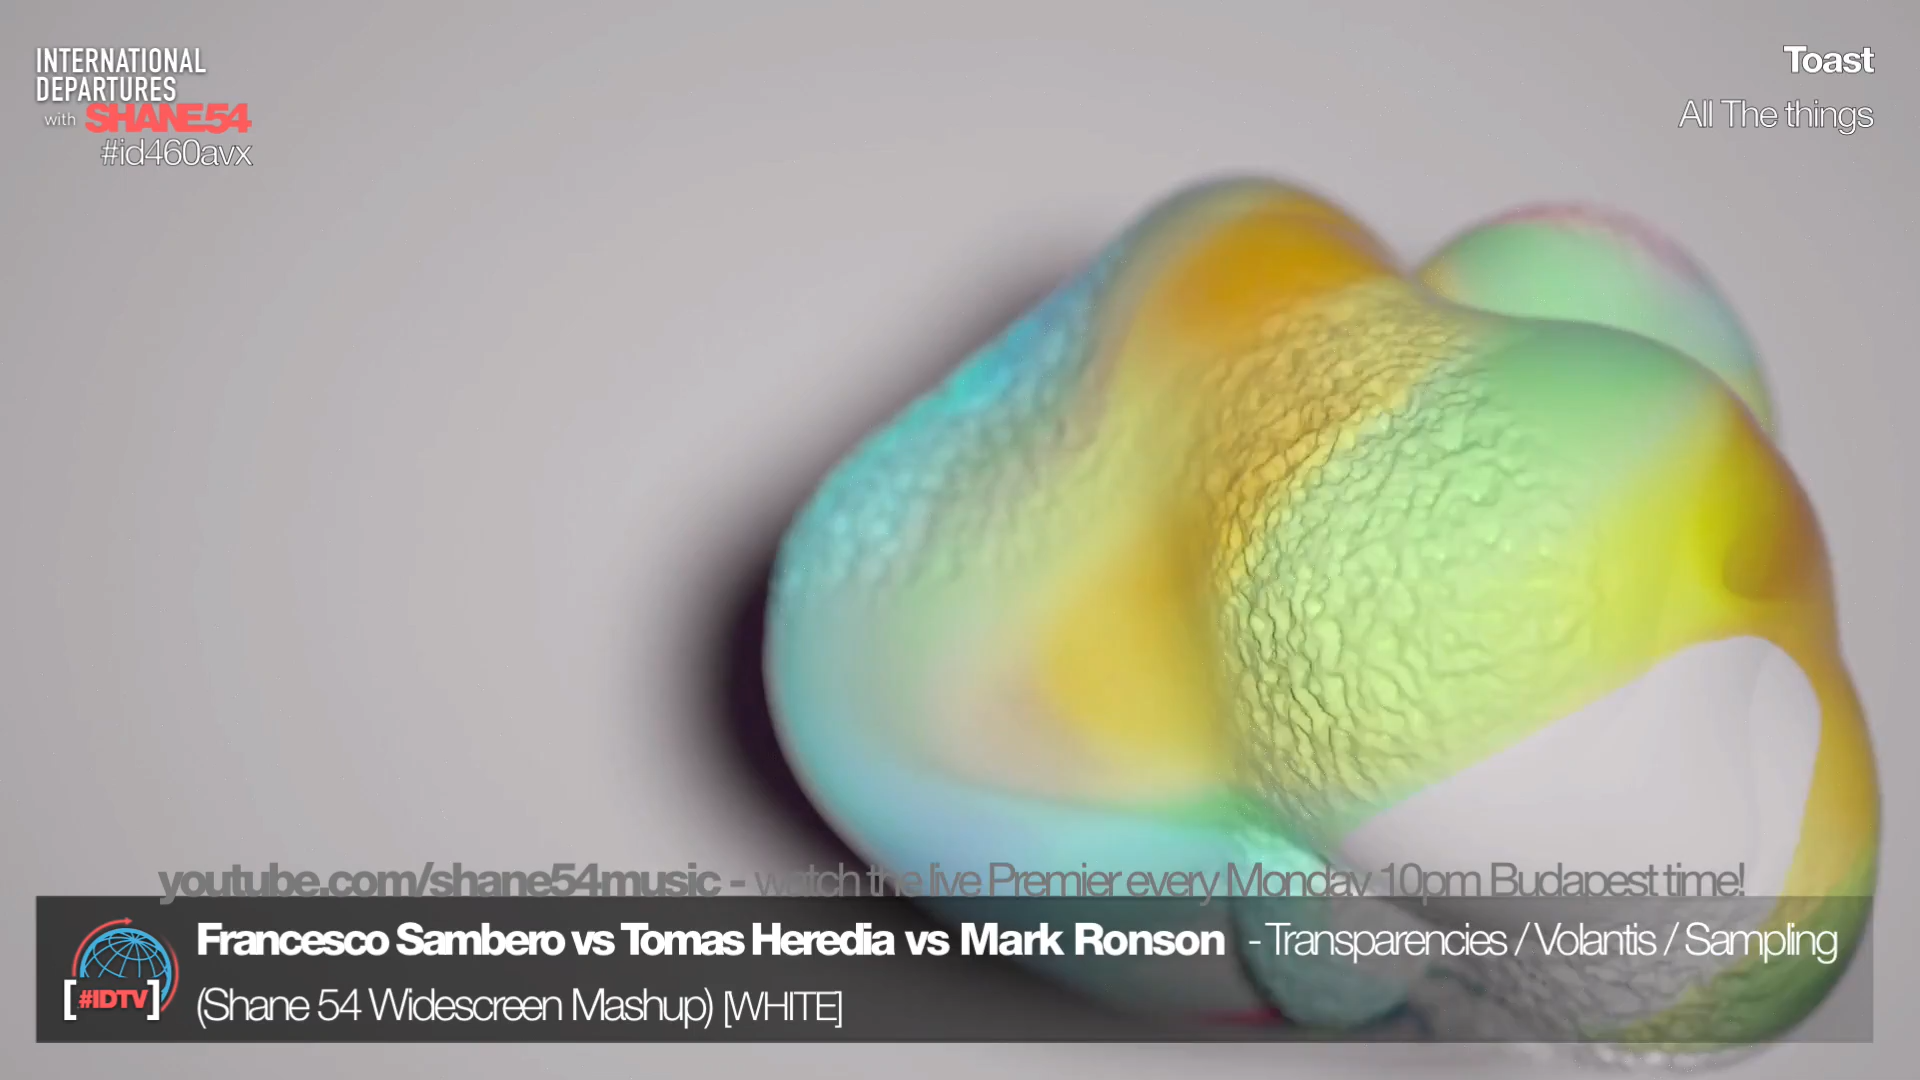 INTERNATIONAL
DEPARTURES
with SHANE54
#id460avx
Toast
All The things
youtube.com/shane54music - watch the live Premier every Monday 10pm Budapest time!
Francesco Sambero vs Tomas Heredia vs Mark Ronson - Transparencies / Volantis / Sampling
[#IDTV]
(Shane 54 Widescreen Mashup) [WHITE]